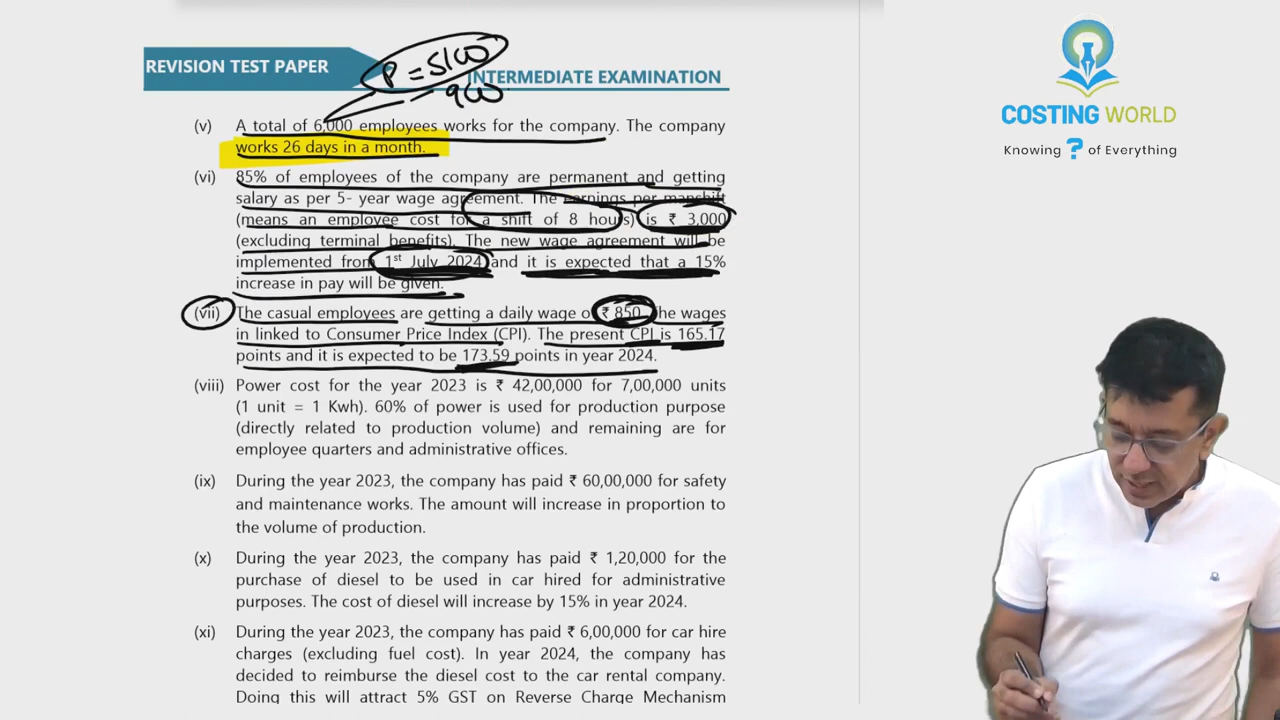 REVISION TEST PAPER
P = 5100
INTERMEDIATE EXAMINATION
900
(v) A total of 6,000 employees works for the company. The company
works 26 days in a month.
(vi) 85% of employees of the company are permanent and getting
salary as per 5- year wage agreement. The earnings per manshift
(means an employee cost for a shift of 8 hours) is ₹ 3,000
(excluding terminal benefits). The new wage agreement will be
implemented from 1st July 2024 and it is expected that a 15%
increase in pay will be given.
(vii) The casual employees are getting a daily wage of ₹ 850. The wages
in linked to Consumer Price Index (CPI). The present CPI is 165.17
points and it is expected to be 173.59 points in year 2024.
(viii) Power cost for the year 2023 is ₹ 42,00,000 for 7,00,000 units
(1 unit = 1 Kwh). 60% of power is used for production purpose
(directly related to production volume) and remaining are for
employee quarters and administrative offices.
(ix) During the year 2023, the company has paid ₹ 60,00,000 for safety
and maintenance works. The amount will increase in proportion to
the volume of production.
(x) During the year 2023, the company has paid ₹ 1,20,000 for the
purchase of diesel to be used in car hired for administrative
purposes. The cost of diesel will increase by 15% in year 2024.
(xi) During the year 2023, the company has paid ₹ 6,00,000 for car hire
charges (excluding fuel cost). In year 2024, the company has
decided to reimburse the diesel cost to the car rental company.
Doing this will attract 5% GST on Reverse Charge Mechanism
COSTING WORLD
Knowing ? of Everything